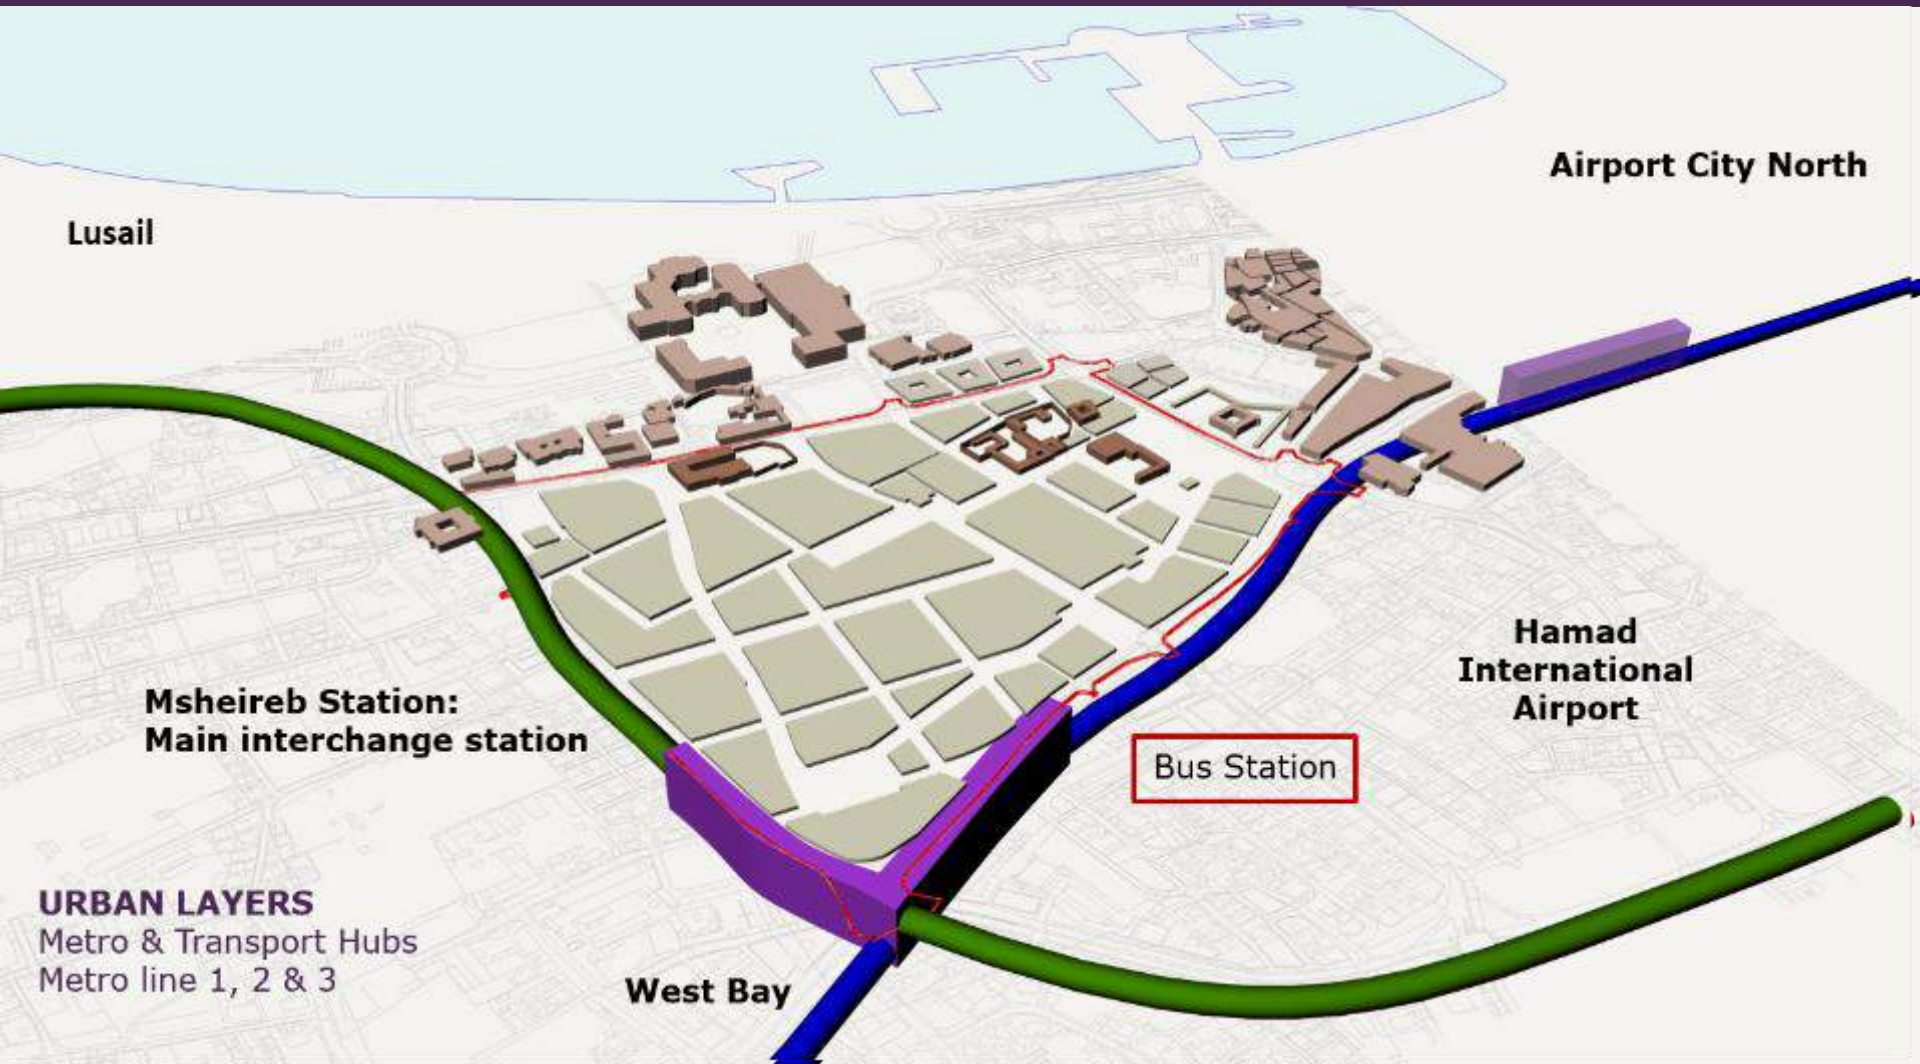 Airport City North
Lusail
Hamad
International
Airport
Msheireb Station:
Main interchange station
Bus Station
URBAN LAYERS
Metro & Transport Hubs
Metro line 1, 2 & 3
West Bay